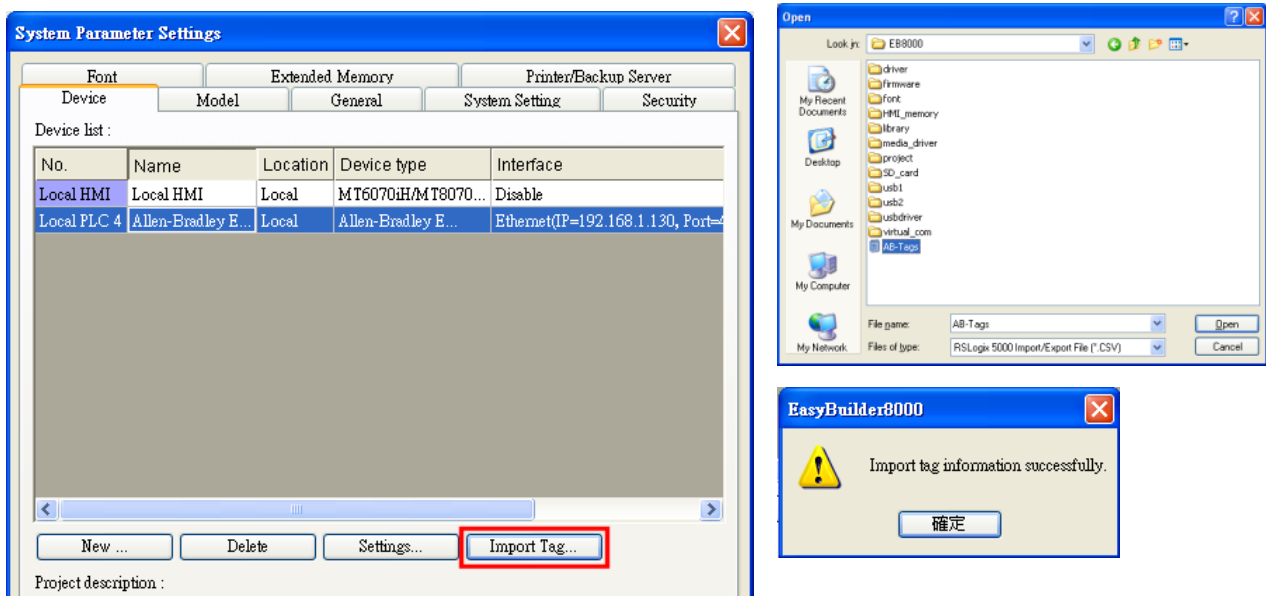 System Parameter Settings
Font Extended Memory Printer/Backup Server
Device Model General System Setting Security
Device list :
No. Name Location Device type Interface
Local HMI Local HMI Local MT6070iH/MT8070... Disable
Local PLC 4 Allen-Bradley E... Local Allen-Bradley E... Ethernet(IP=192.168.1.130, Port=
New ... Delete Settings... Import Tag...
Project description :
Open
Look in: EB8000
My Recent Documents
Desktop
My Documents
My Computer
My Network
driver
firmware
font
HMI_memory
library
media_driver
project
SD_card
usb1
usb2
usbdriver
virtual_com
AB-Tags
File name: AB-Tags Open
Files of type: RSLogix 5000 Import/Export File (*.CSV) Cancel
EasyBuilder8000
Import tag information successfully.
確定